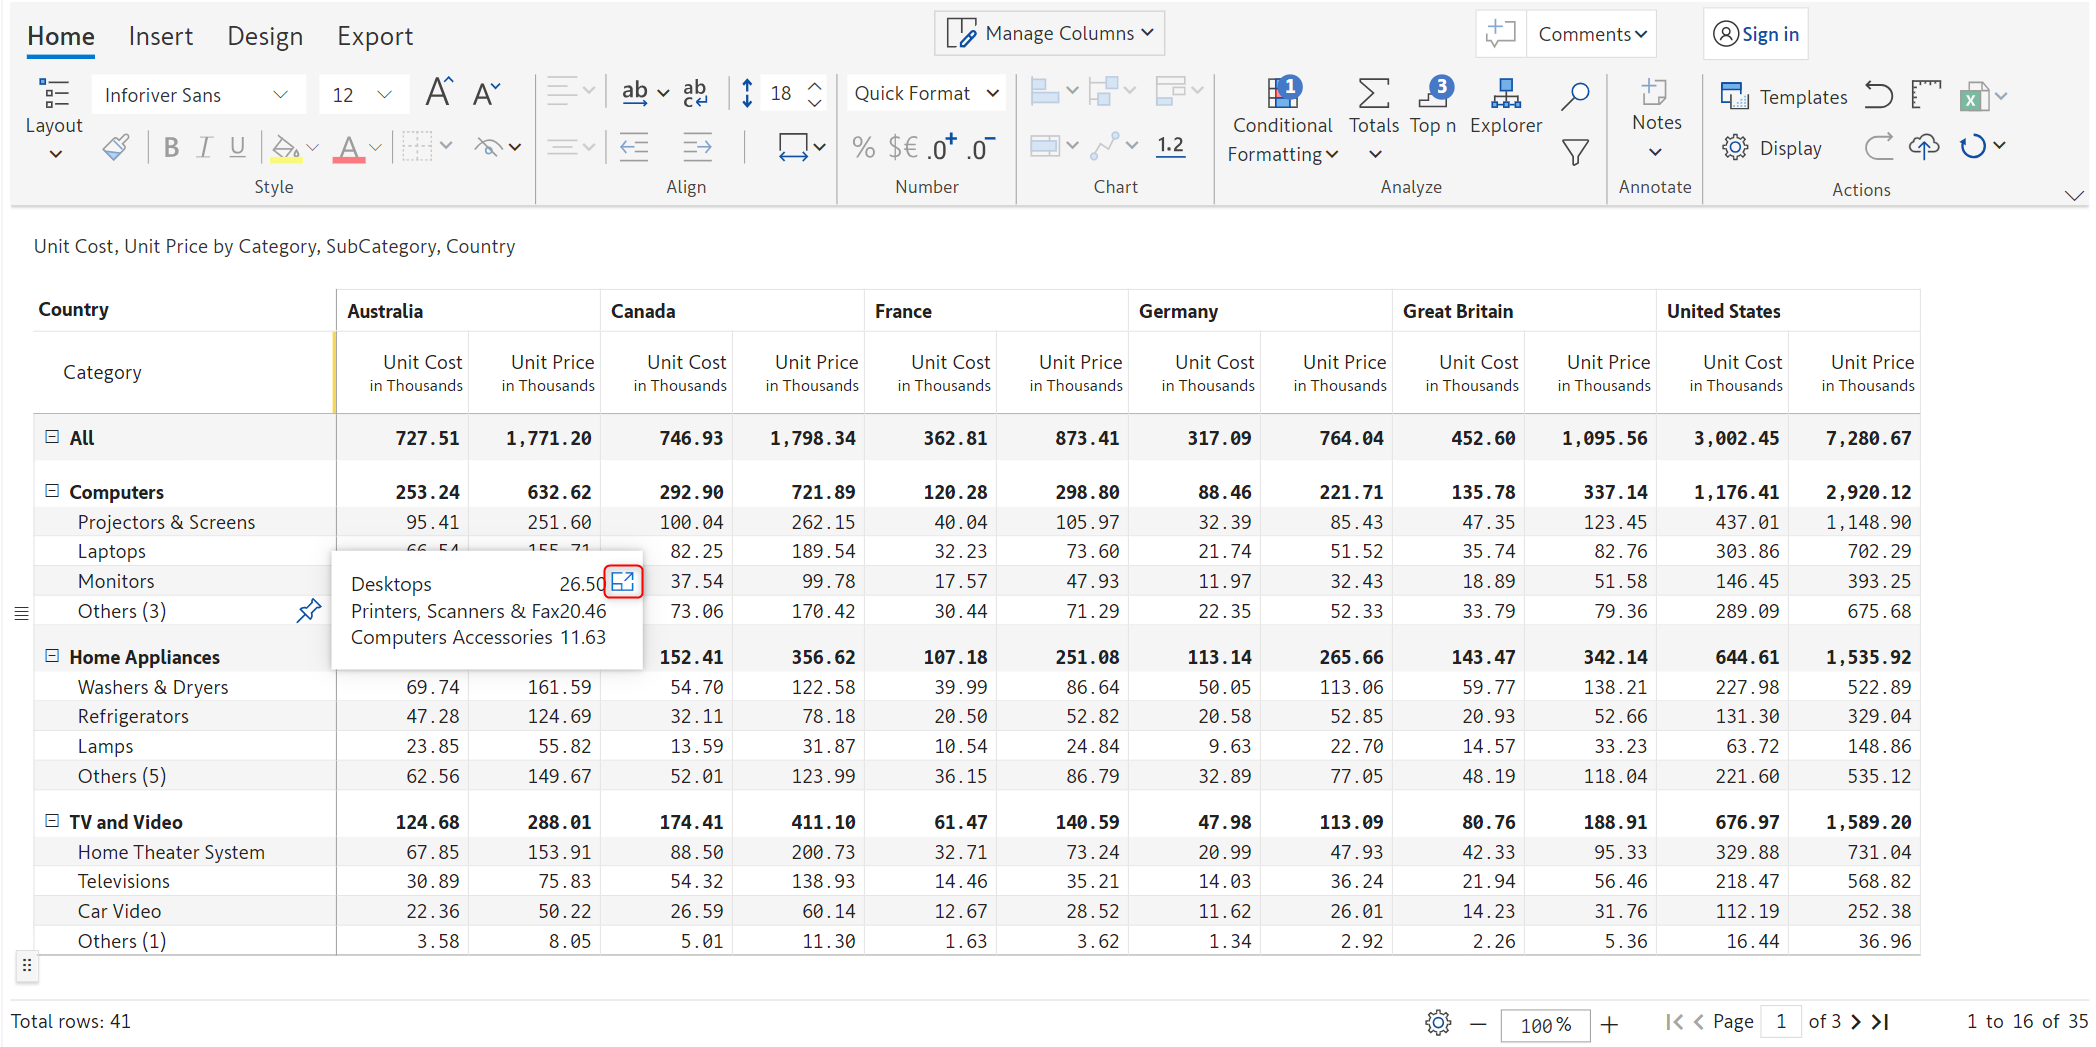 Home Insert Design Export Manage Columns Comments Sign in
Inforiver Sans 12 A A ab ab 18 Quick Format 1 3 Templates
Layout Conditional Totals Top n Explorer Notes
B I U A % $€ .0+ .0- 1.2 Formatting Display
Style Align Number Chart Analyze Annotate Actions
Unit Cost, Unit Price by Category, SubCategory, Country
Country Australia Canada France Germany Great Britain United States
Category Unit Cost Unit Price Unit Cost Unit Price Unit Cost Unit Price Unit Cost Unit Price Unit Cost Unit Price Unit Cost Unit Price
in Thousands in Thousands in Thousands in Thousands in Thousands in Thousands in Thousands in Thousands in Thousands in Thousands in Thousands in Thousands
All 727.51 1,771.20 746.93 1,798.34 362.81 873.41 317.09 764.04 452.60 1,095.56 3,002.45 7,280.67
Computers 253.24 632.62 292.90 721.89 120.28 298.80 88.46 221.71 135.78 337.14 1,176.41 2,920.12
Projectors & Screens 95.41 251.60 100.04 262.15 40.04 105.97 32.39 85.43 47.35 123.45 437.01 1,148.90
Laptops 66.54 155.71 82.25 189.54 32.23 73.60 21.74 51.52 35.74 82.76 303.86 702.29
Monitors 37.54 99.78 17.57 47.93 11.97 32.43 18.89 51.58 146.45 393.25
Others (3) 73.06 170.42 30.44 71.29 22.35 52.33 33.79 79.36 289.09 675.68
Desktops 26.50
Printers, Scanners & Fax20.46
Computers Accessories 11.63
Home Appliances 152.41 356.62 107.18 251.08 113.14 265.66 143.47 342.14 644.61 1,535.92
Washers & Dryers 69.74 161.59 54.70 122.58 39.99 86.64 50.05 113.06 59.77 138.21 227.98 522.89
Refrigerators 47.28 124.69 32.11 78.18 20.50 52.82 20.58 52.85 20.93 52.66 131.30 329.04
Lamps 23.85 55.82 13.59 31.87 10.54 24.84 9.63 22.70 14.57 33.23 63.72 148.86
Others (5) 62.56 149.67 52.01 123.99 36.15 86.79 32.89 77.05 48.19 118.04 221.60 535.12
TV and Video 124.68 288.01 174.41 411.10 61.47 140.59 47.98 113.09 80.76 188.91 676.97 1,589.20
Home Theater System 67.85 153.91 88.50 200.73 32.71 73.24 20.99 47.93 42.33 95.33 329.88 731.04
Televisions 30.89 75.83 54.32 138.93 14.46 35.21 14.03 36.24 21.94 56.46 218.47 568.82
Car Video 22.36 50.22 26.59 60.14 12.67 28.52 11.62 26.01 14.23 31.76 112.19 252.38
Others (1) 3.58 8.05 5.01 11.30 1.63 3.62 1.34 2.92 2.26 5.36 16.44 36.96
Total rows: 41 100% Page 1 of 3 1 to 16 of 35